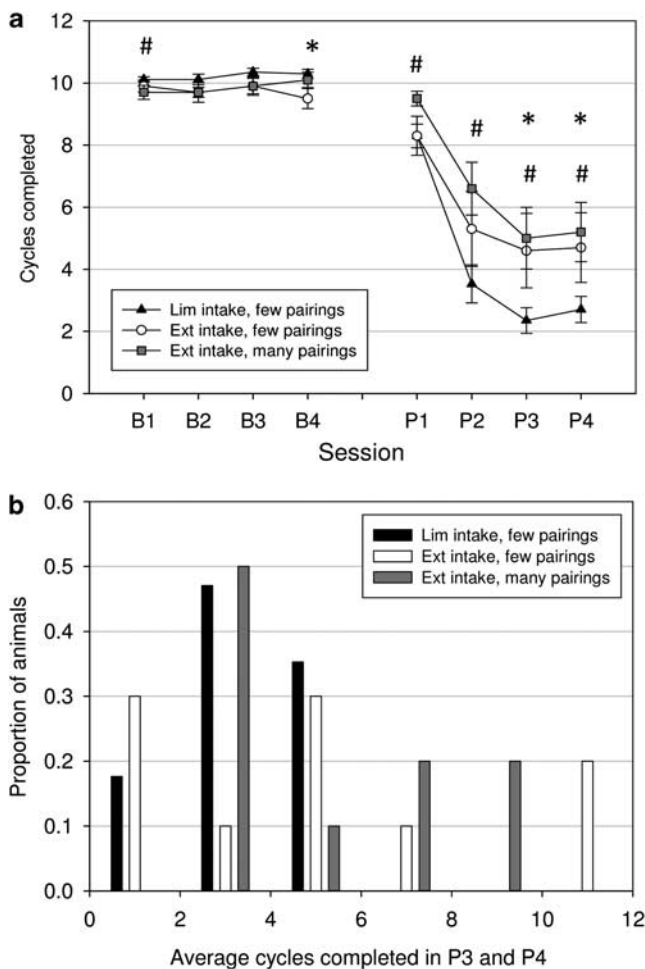 a
12
10
8
6
4
2
0
Cycles completed
# * # # * * # #
Lim intake, few pairings
Ext intake, few pairings
Ext intake, many pairings
B1 B2 B3 B4 P1 P2 P3 P4
Session
b
0.6
0.5
0.4
0.3
0.2
0.1
0.0
Proportion of animals
Lim intake, few pairings
Ext intake, few pairings
Ext intake, many pairings
0 2 4 6 8 10 12
Average cycles completed in P3 and P4